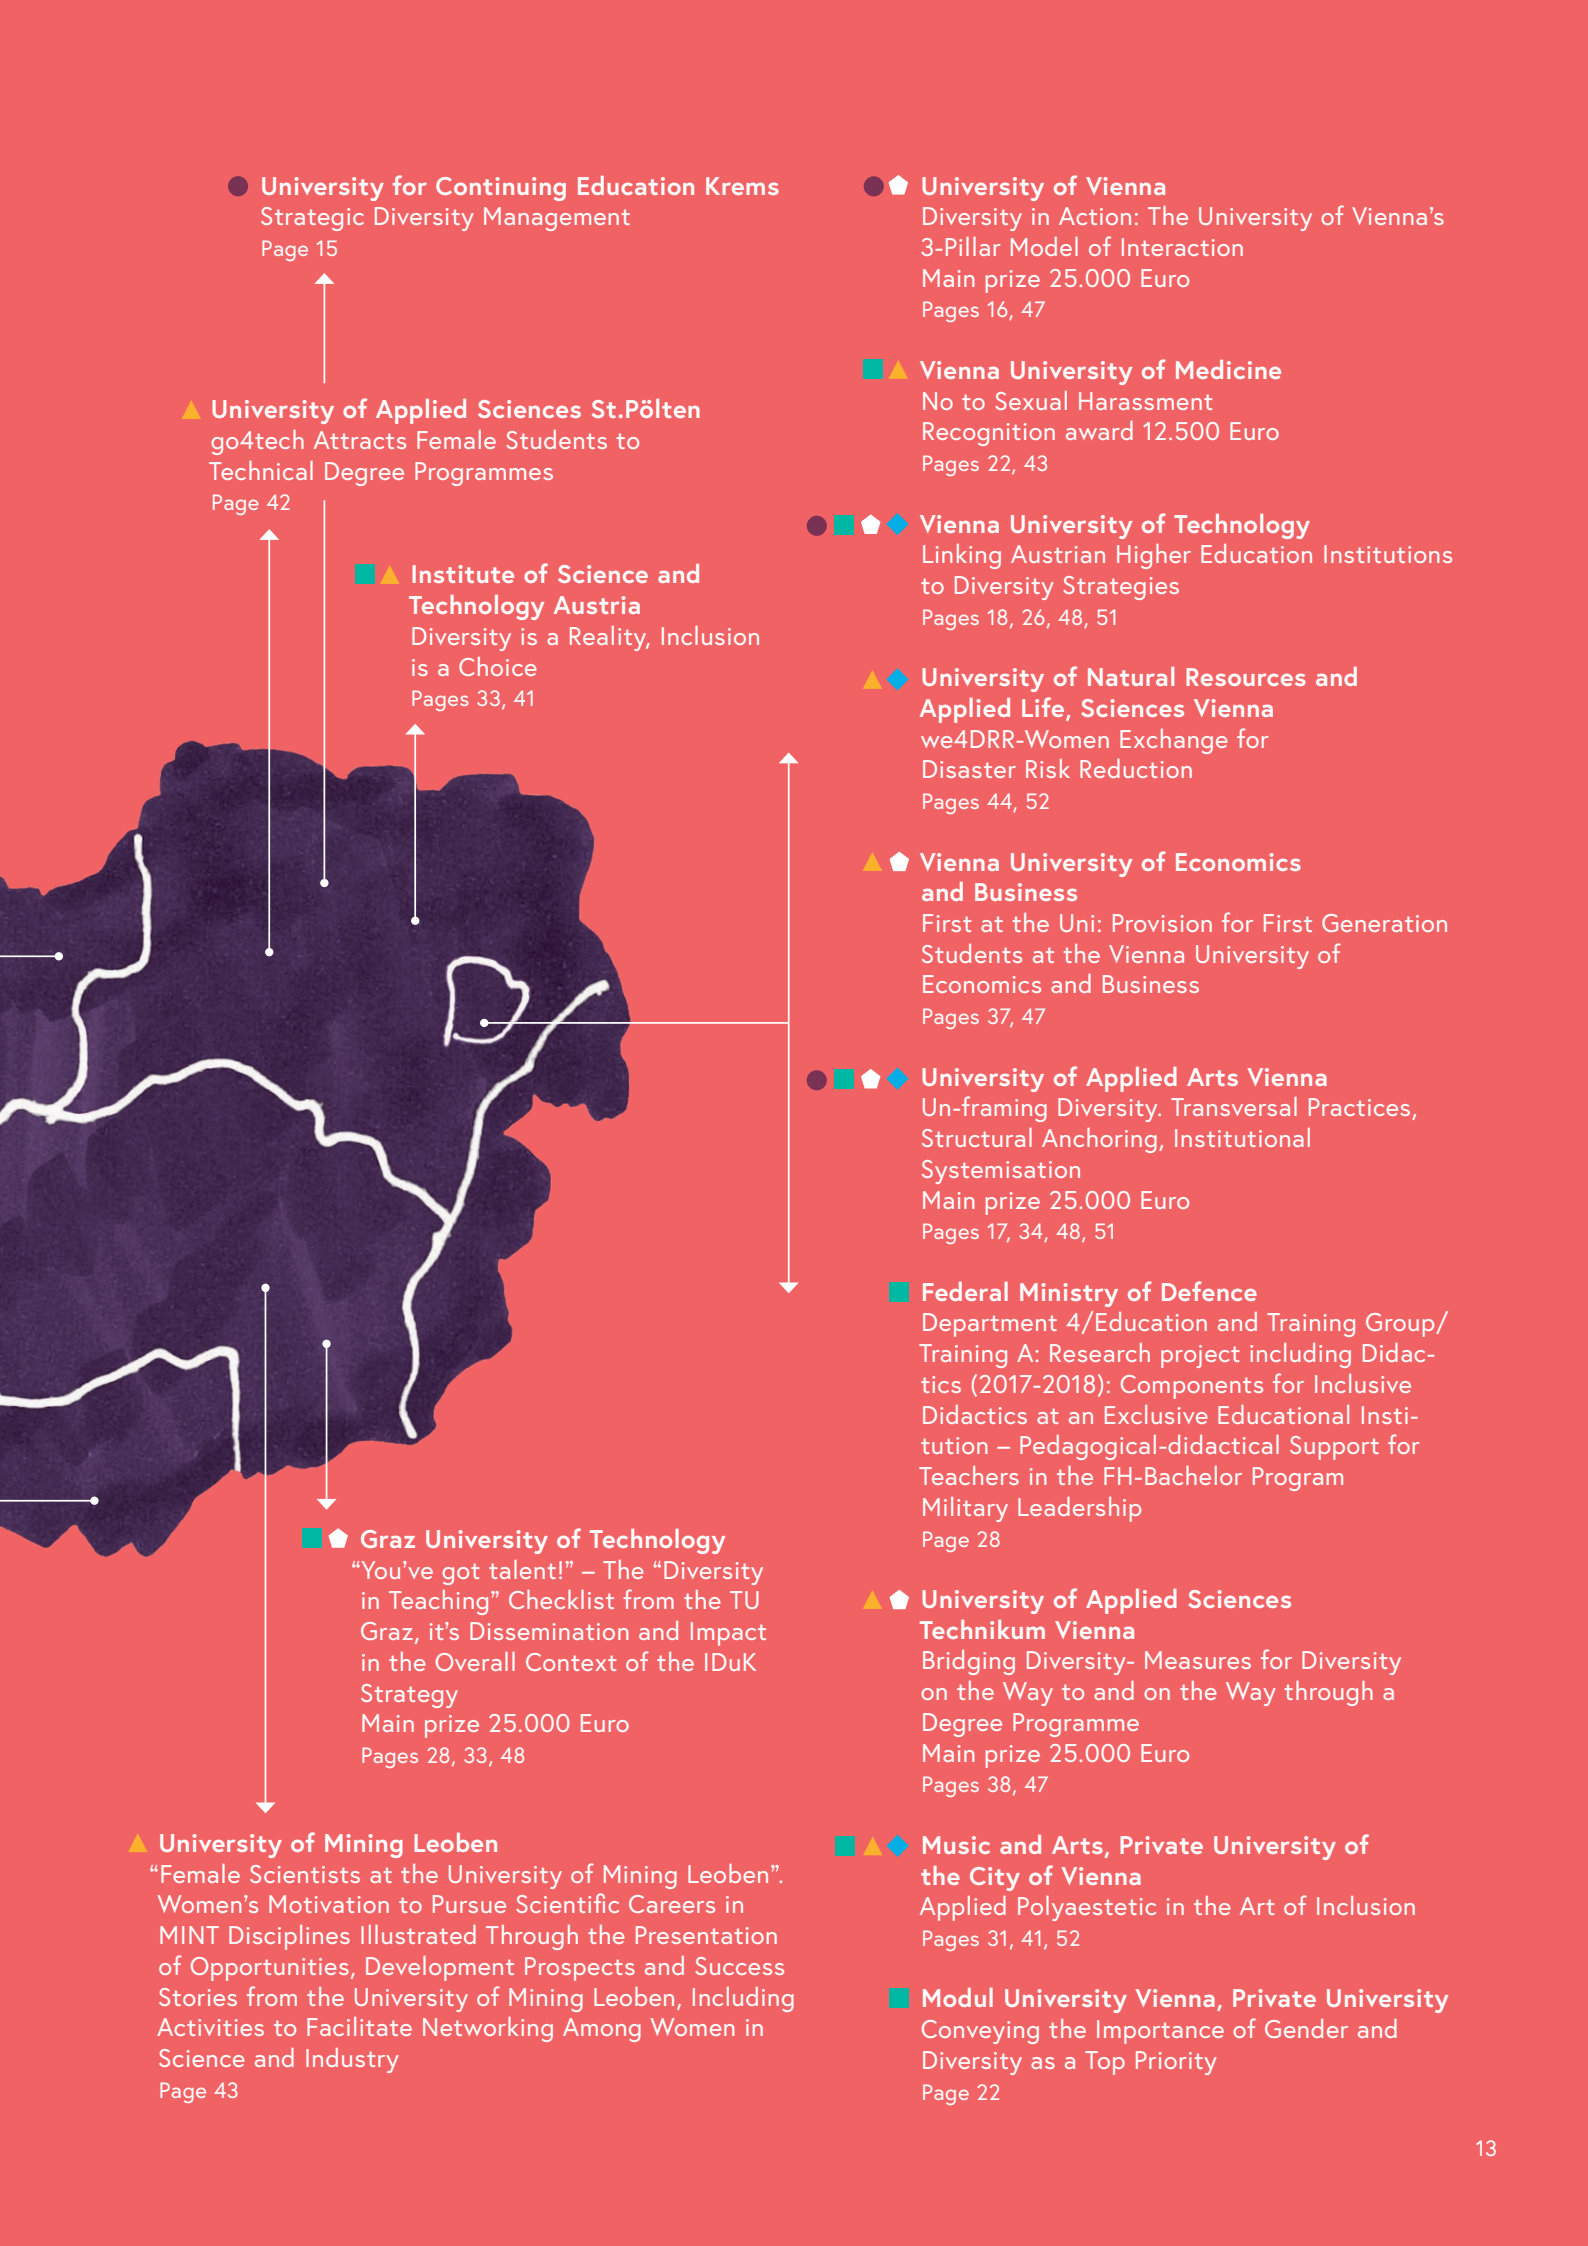 University for Continuing Education Krems
Strategic Diversity Management
Page 15
University of Applied Sciences St.Pölten
go4tech Attracts Female Students to
Technical Degree Programmes
Page 42
Institute of Science and
Technology Austria
Diversity is a Reality, Inclusion
is a Choice
Pages 33, 41
Graz University of Technology
“You’ve got talent!” – The “Diversity
in Teaching” Checklist from the TU
Graz, it’s Dissemination and Impact
in the Overall Context of the IDuK
Strategy
Main prize 25.000 Euro
Pages 28, 33, 48
University of Mining Leoben
“Female Scientists at the University of Mining Leoben”.
Women’s Motivation to Pursue Scientific Careers in
MINT Disciplines Illustrated Through the Presentation
of Opportunities, Development Prospects and Success
Stories from the University of Mining Leoben, Including
Activities to Facilitate Networking Among Women in
Science and Industry
Page 43
University of Vienna
Diversity in Action: The University of Vienna’s
3-Pillar Model of Interaction
Main prize 25.000 Euro
Pages 16, 47
Vienna University of Medicine
No to Sexual Harassment
Recognition award 12.500 Euro
Pages 22, 43
Vienna University of Technology
Linking Austrian Higher Education Institutions
to Diversity Strategies
Pages 18, 26, 48, 51
University of Natural Resources and
Applied Life, Sciences Vienna
we4DRR-Women Exchange for
Disaster Risk Reduction
Pages 44, 52
Vienna University of Economics
and Business
First at the Uni: Provision for First Generation
Students at the Vienna University of
Economics and Business
Pages 37, 47
University of Applied Arts Vienna
Un-framing Diversity. Transversal Practices,
Structural Anchoring, Institutional
Systemisation
Main prize 25.000 Euro
Pages 17, 34, 48, 51
Federal Ministry of Defence
Department 4/Education and Training Group/
Training A: Research project including Didac-
tics (2017-2018): Components for Inclusive
Didactics at an Exclusive Educational Insti-
tution – Pedagogical-didactical Support for
Teachers in the FH-Bachelor Program
Military Leadership
Page 28
University of Applied Sciences
Technikum Vienna
Bridging Diversity- Measures for Diversity
on the Way to and on the Way through a
Degree Programme
Main prize 25.000 Euro
Pages 38, 47
Music and Arts, Private University of
the City of Vienna
Applied Polyaestetic in the Art of Inclusion
Pages 31, 41, 52
Modul University Vienna, Private University
Conveying the Importance of Gender and
Diversity as a Top Priority
Page 22
13